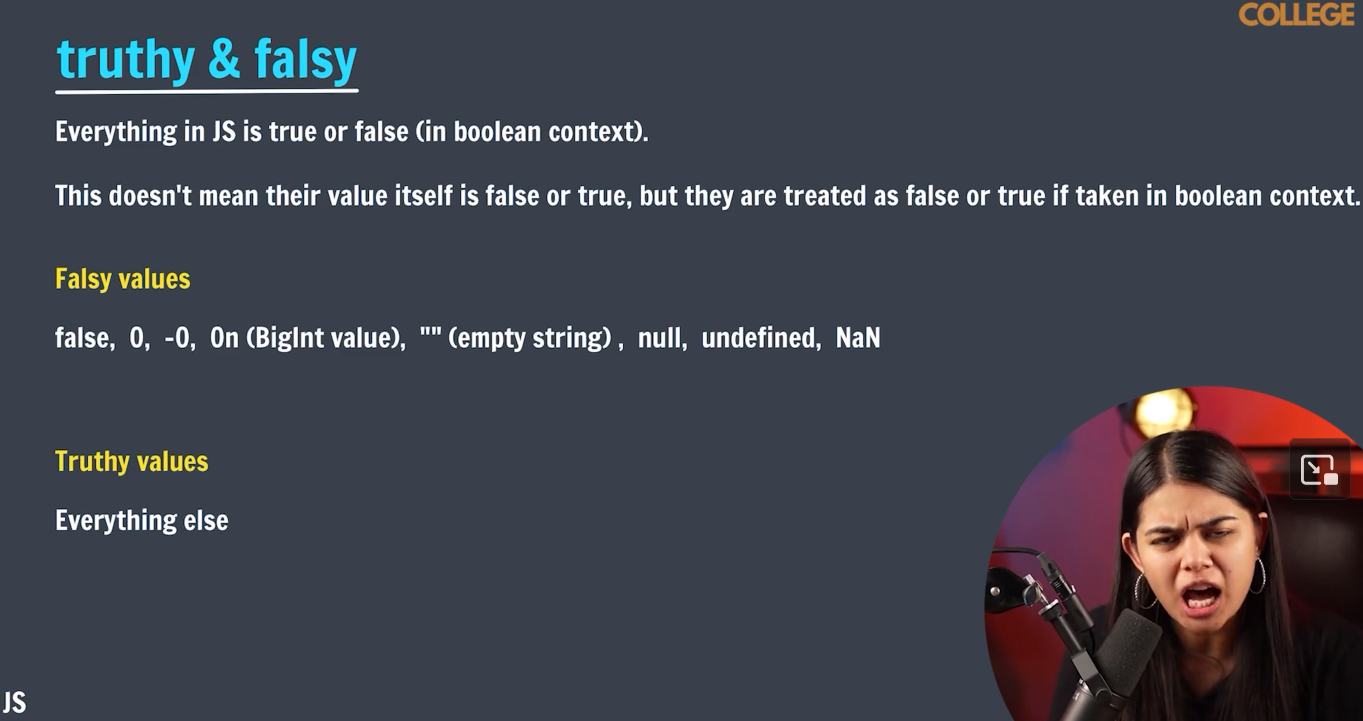 COLLEGE
truthy & falsy
Everything in JS is true or false (in boolean context).
This doesn't mean their value itself is false or true, but they are treated as false or true if taken in boolean context.
Falsy values
false, 0, -0, 0n (BigInt value), "" (empty string) , null, undefined, NaN
Truthy values
Everything else
JS